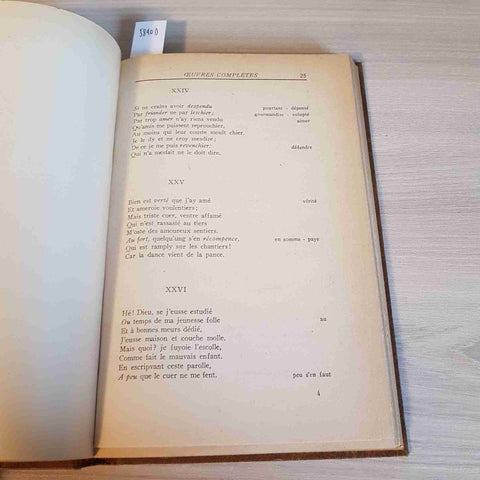 5890 D
ŒUVRES COMPLÈTES 25
XXIV
Si ne crains avoir despendu pourtant - dépensé
Par friander ne par leschier; gourmandise - volupté
Par trop amer n'ay riens vendu aimer
Qu'amis me puissent reprouchier,
Au moins qui leur couste moult chier.
Je le dy et ne croy mesdire;
De ce je me puis revenchier: défendre
Qui n'a meffait ne le doit dire.
XXV
Bien est verté que j'ay amé vérité
Et ameroie voulentiers;
Mais triste cuer, ventre affamé
Qui n'est rassasié au tiers
M'oste des amoureux sentiers.
Au fort, quelqu'ung s'en récompence, en somme - paye
Qui est ramply sur les chantiers!
Car la dance vient de la pance.
XXVI
Hé! Dieu, se j'eusse estudié
Ou temps de ma jeunesse folle au
Et à bonnes meurs dédié,
J'eusse maison et couche molle.
Mais quoi? je fuyoie l'escolle,
Comme fait le mauvais enfant.
En escripvant ceste parolle,
A peu que le cuer ne me fent. peu s'en faut
4